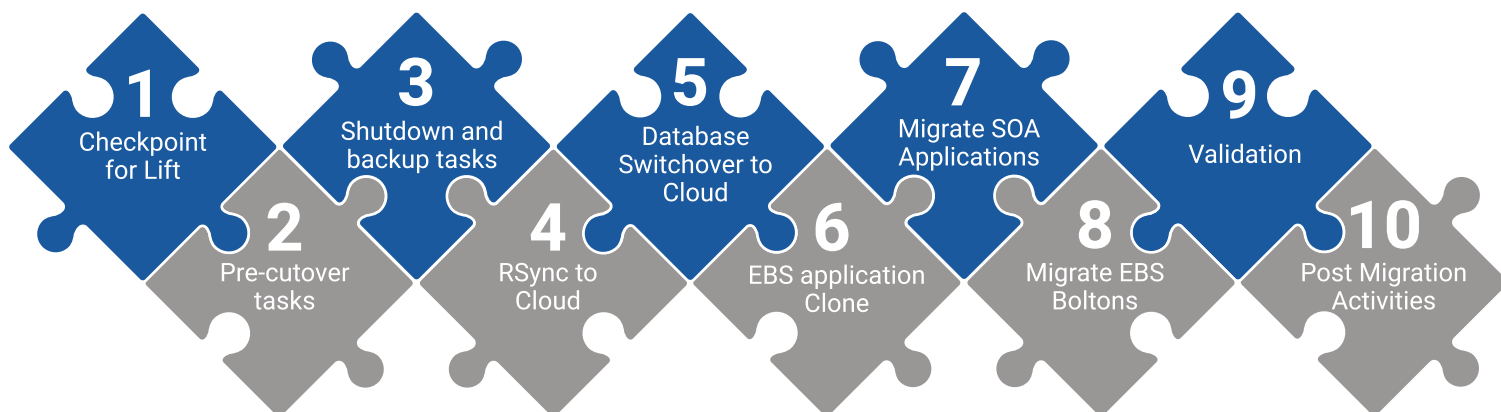 1
Checkpoint
for Lift
2
Pre-cutover
tasks
3
Shutdown and
backup tasks
4
RSync to
Cloud
5
Database
Switchover to
Cloud
6
EBS application
Clone
7
Migrate SOA
Applications
8
Migrate EBS
Boltons
9
Validation
10
Post Migration
Activities